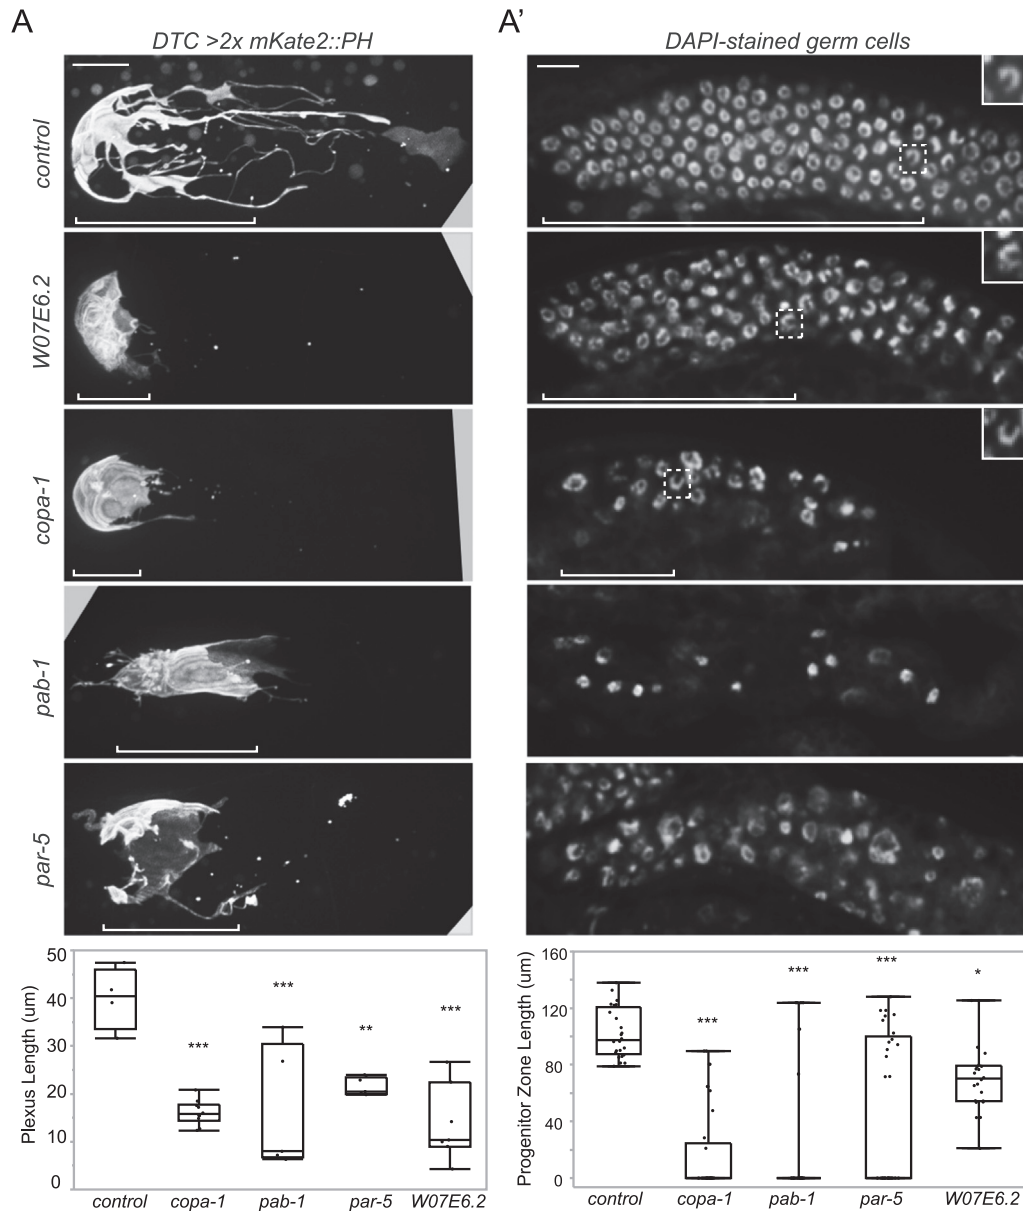 A
A'
DTC >2x mKate2::PH
DAPI-stained germ cells
control
W07E6.2
copa-1
pab-1
par-5
Plexus Length (um)
50
40
30
20
10
0
***
***
**
***
control
copa-1
pab-1
par-5
W07E6.2
Progenitor Zone Length (um)
160
120
80
40
0
***
***
***
*
control
copa-1
pab-1
par-5
W07E6.2